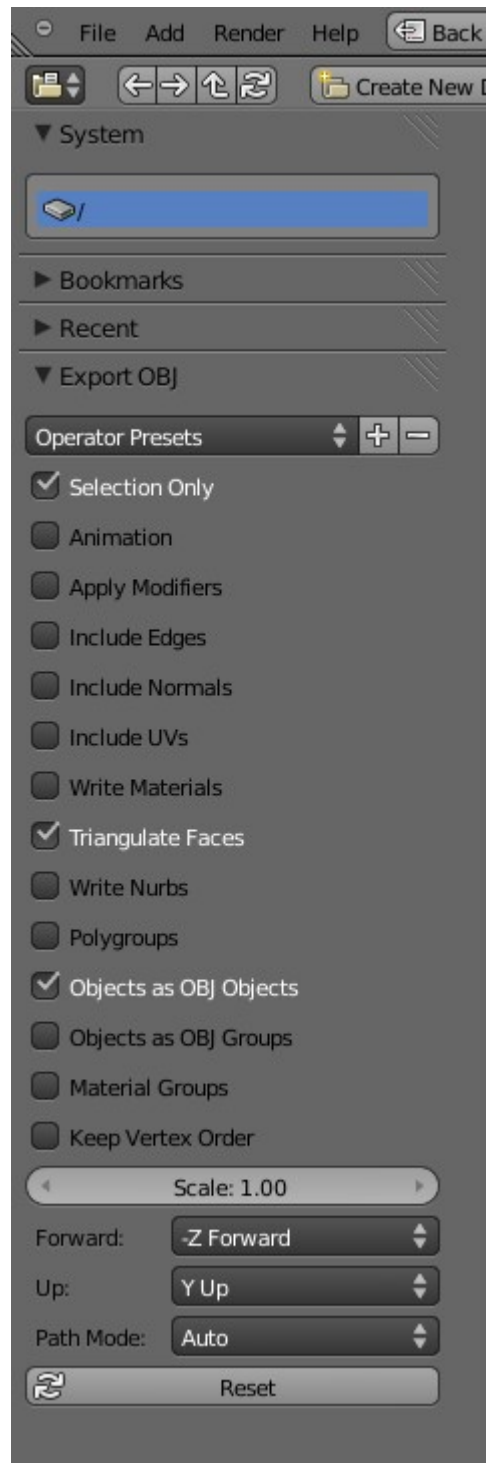 File Add Render Help Back
Create New
System
/
Bookmarks
Recent
Export OBJ
Operator Presets
Selection Only
Animation
Apply Modifiers
Include Edges
Include Normals
Include UVs
Write Materials
Triangulate Faces
Write Nurbs
Polygroups
Objects as OBJ Objects
Objects as OBJ Groups
Material Groups
Keep Vertex Order
Scale: 1.00
Forward: -Z Forward
Up: Y Up
Path Mode: Auto
Reset